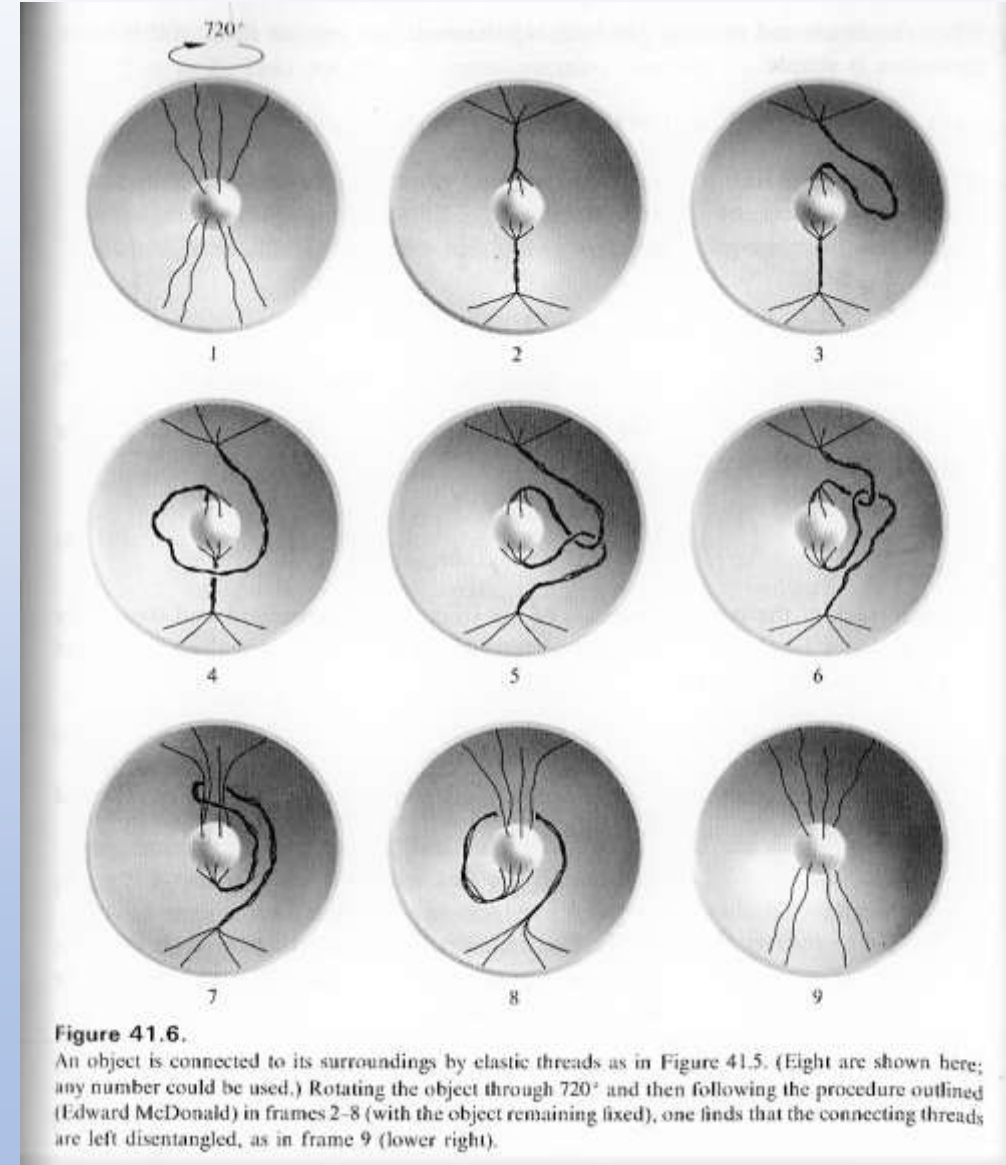 720°
1
2
3
4
5
6
7
8
9
Figure 41.6.
An object is connected to its surroundings by elastic threads as in Figure 41.5. (Eight are shown here;
any number could be used.) Rotating the object through 720° and then following the procedure outlined
(Edward McDonald) in frames 2–8 (with the object remaining fixed), one finds that the connecting threads
are left disentangled, as in frame 9 (lower right).